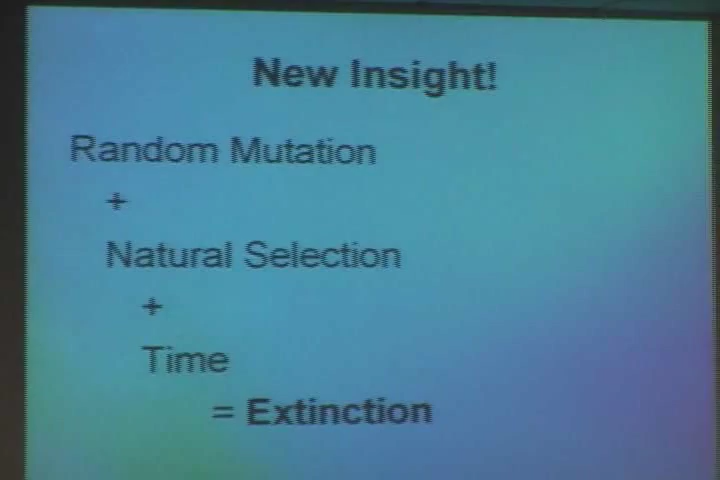 New Insight!
Random Mutation
+
Natural Selection
+
Time
= Extinction